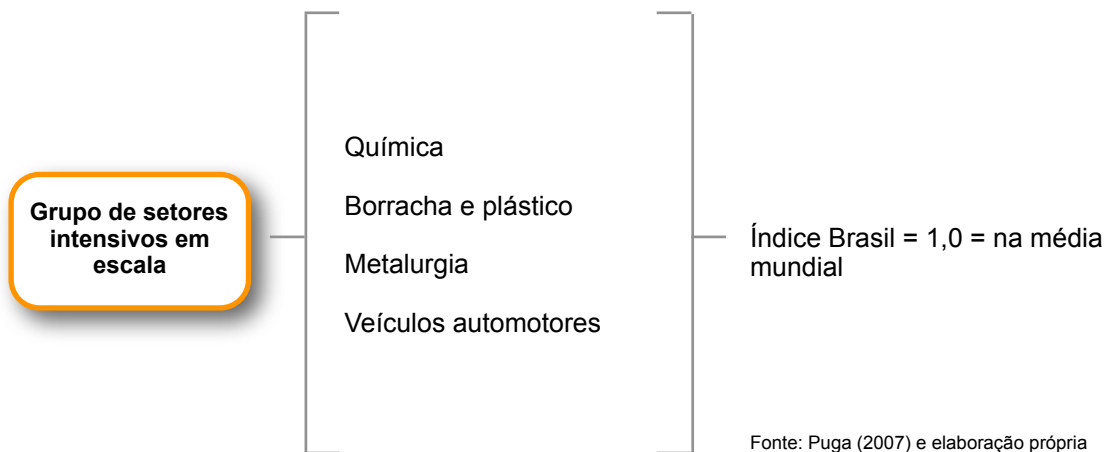 Grupo de setores
intensivos em
escala
Química
Borracha e plástico
Metalurgia
Veículos automotores
Índice Brasil = 1,0 = na média
mundial
Fonte: Puga (2007) e elaboração própria